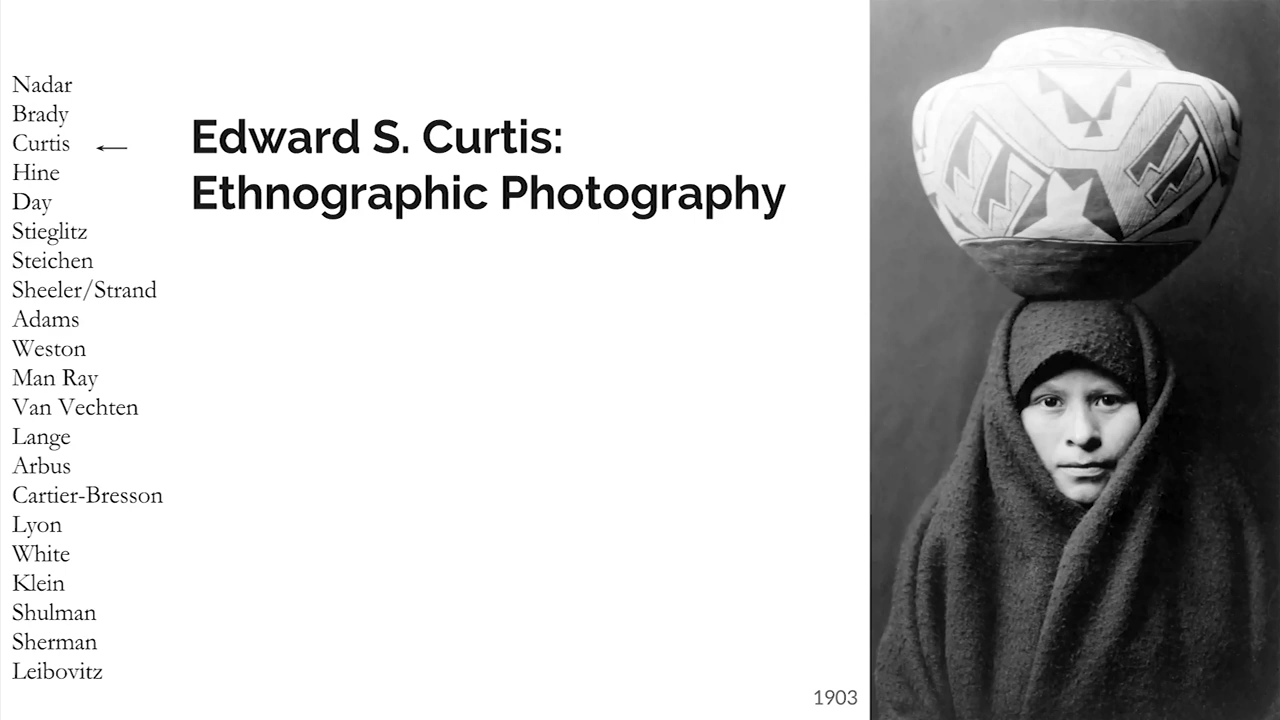 Nadar
Brady
Curtis ←
Hine
Day
Stieglitz
Steichen
Sheeler/Strand
Adams
Weston
Man Ray
Van Vechten
Lange
Arbus
Cartier-Bresson
Lyon
White
Klein
Shulman
Sherman
Leibovitz
Edward S. Curtis:
Ethnographic Photography
1903